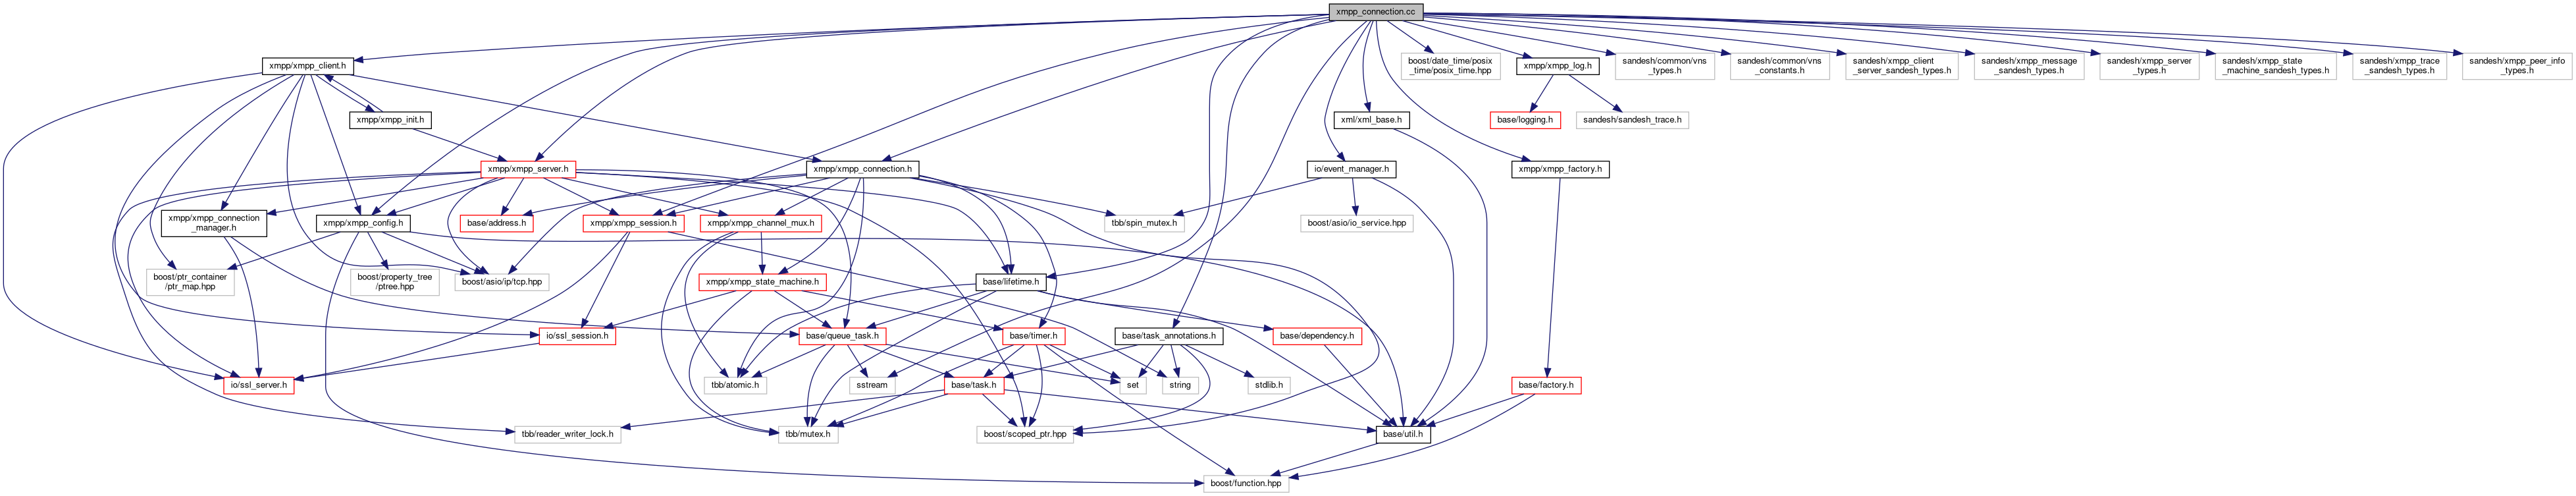 xmpp_connection.cc
xmpp/xmpp_client.h
boost/date_time/posix
_time/posix_time.hpp
xmpp/xmpp_log.h
sandesh/common/vns
_types.h
sandesh/common/vns
_constants.h
sandesh/xmpp_client
_server_sandesh_types.h
sandesh/xmpp_message
_sandesh_types.h
sandesh/xmpp_server
_types.h
sandesh/xmpp_state
_machine_sandesh_types.h
sandesh/xmpp_trace
_sandesh_types.h
sandesh/xmpp_peer_info
_types.h
xmpp/xmpp_init.h
xml/xml_base.h
base/logging.h
sandesh/sandesh_trace.h
xmpp/xmpp_server.h
xmpp/xmpp_connection.h
io/event_manager.h
xmpp/xmpp_factory.h
xmpp/xmpp_connection
_manager.h
xmpp/xmpp_config.h
base/address.h
xmpp/xmpp_session.h
xmpp/xmpp_channel_mux.h
tbb/spin_mutex.h
boost/asio/io_service.hpp
boost/ptr_container
/ptr_map.hpp
boost/property_tree
/ptree.hpp
boost/asio/ip/tcp.hpp
xmpp/xmpp_state_machine.h
base/lifetime.h
io/ssl_session.h
base/queue_task.h
base/timer.h
base/task_annotations.h
base/dependency.h
io/ssl_server.h
tbb/atomic.h
sstream
base/task.h
set
string
stdlib.h
base/factory.h
tbb/reader_writer_lock.h
tbb/mutex.h
boost/scoped_ptr.hpp
base/util.h
boost/function.hpp